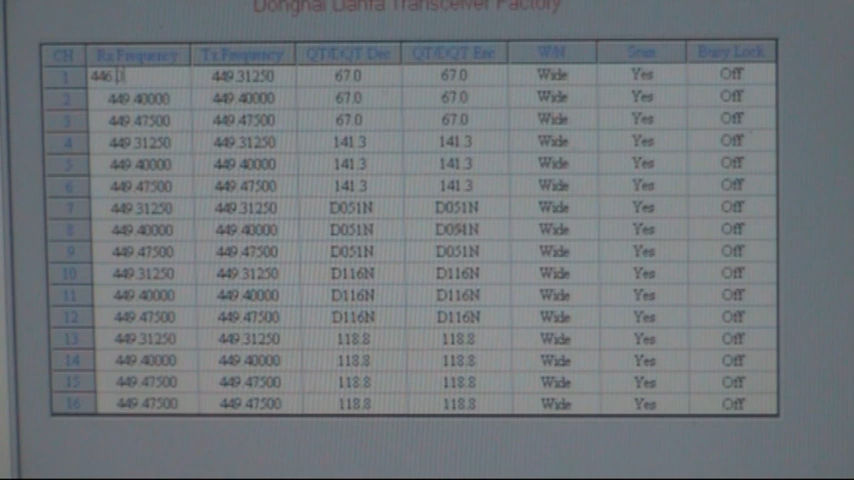 Donghai Lianfa Transceiver Factory
CH Rx Frequency Tx Frequency QT/DQT Dec QT/DQT Enc W/N Scan Busy Lock
1 446. 449.31250 67.0 67.0 Wide Yes Off
2 449.40000 449.40000 67.0 67.0 Wide Yes Off
3 449.47500 449.47500 67.0 67.0 Wide Yes Off
4 449.31250 449.31250 141.3 141.3 Wide Yes Off
5 449.40000 449.40000 141.3 141.3 Wide Yes Off
6 449.47500 449.47500 141.3 141.3 Wide Yes Off
7 449.31250 449.31250 D051N D051N Wide Yes Off
8 449.40000 449.40000 D051N D051N Wide Yes Off
9 449.47500 449.47500 D051N D051N Wide Yes Off
10 449.31250 449.31250 D116N D116N Wide Yes Off
11 449.40000 449.40000 D116N D116N Wide Yes Off
12 449.47500 449.47500 D116N D116N Wide Yes Off
13 449.31250 449.31250 118.8 118.8 Wide Yes Off
14 449.40000 449.40000 118.8 118.8 Wide Yes Off
15 449.47500 449.47500 118.8 118.8 Wide Yes Off
16 449.47500 449.47500 118.8 118.8 Wide Yes Off